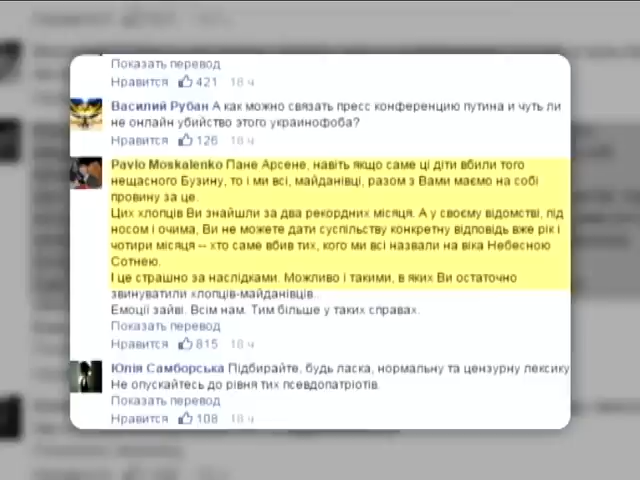 Показать перевод
Нравится 421 18 ч
Василий Рубан А как можно связать пресс конференцию путина и чуть ли
не онлайн убийство этого украинофоба?
Нравится 126 18 ч
Pavlo Moskalenko Пане Арсене, навіть якщо саме ці діти вбили того
нещасного Бузину, то і ми всі, майданівці, разом з Вами маємо на собі
провину за це.
Цих хлопців Ви знайшли за два рекордних місяця. А у своєму відомстві, під
носом і очима, Ви не можете дати суспільству конкретну відповідь вже рік і
чотири місяця -- хто саме вбив тих, кого ми всі назвали на віка Небесною
Сотнею.
І це страшно за наслідками. Можливо і такими, в яких Ви остаточно
звинуватили хлопців-майданівців.
Емоції зайві. Всім нам. Тим більше у таких справах.
Показать перевод
Нравится 815 18 ч
Юлія Самборська Підбирайте, будь ласка, нормальну та цензурну лексику
Не опускайтесь до рівня тих псевдопатріотів.
Показать перевод
Нравится 108 18 ч